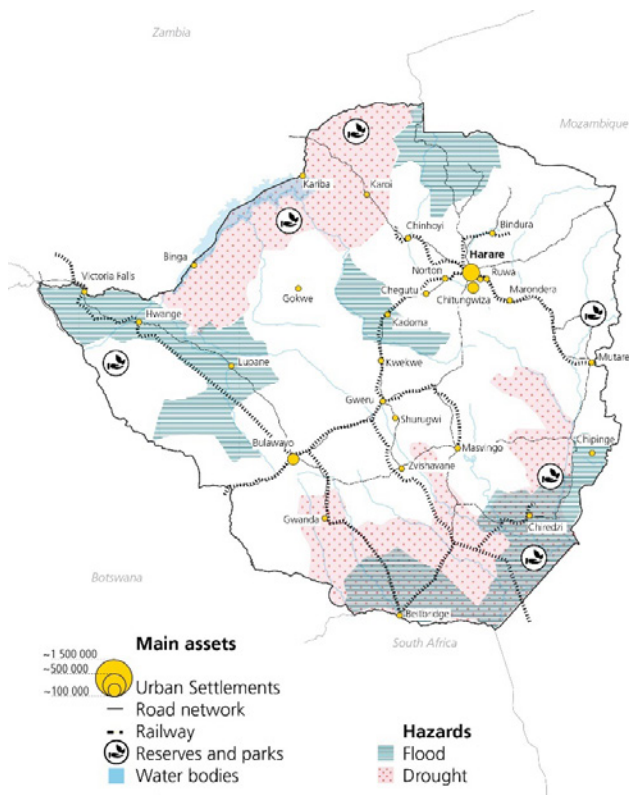 Zambia
Mozambique
Kariba
Karoi
Chinhoyi
Bindura
Harare
Binga
Victoria Falls
Norton
Ruwa
Chegutu
Chitungwiza
Marondera
Gokwe
Hwange
Kadoma
Lupane
Kwekwe
Mutare
Gweru
Shurugwi
Bulawayo
Masvingo
Chipinge
Zvishavane
Gwanda
Chiredzi
Botswana
Beitbridge
South Africa
Main assets
~1 500 000
~500 000
~100 000
Urban Settlements
Road network
Railway
Reserves and parks
Water bodies
Hazards
Flood
Drought